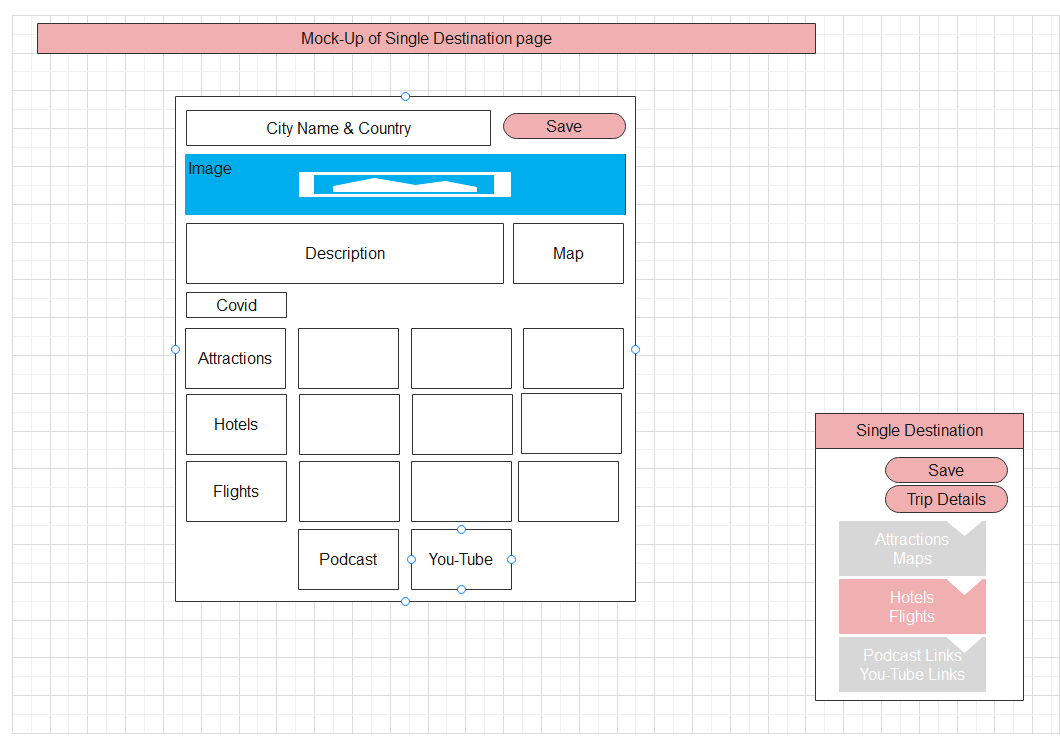 Mock-Up of Single Destination page
City Name & Country
Save
Image
Description
Map
Covid
Attractions
Hotels
Flights
Podcast
You-Tube
Single Destination
Save
Trip Details
Attractions
Maps
Hotels
Flights
Podcast Links
You-Tube Links